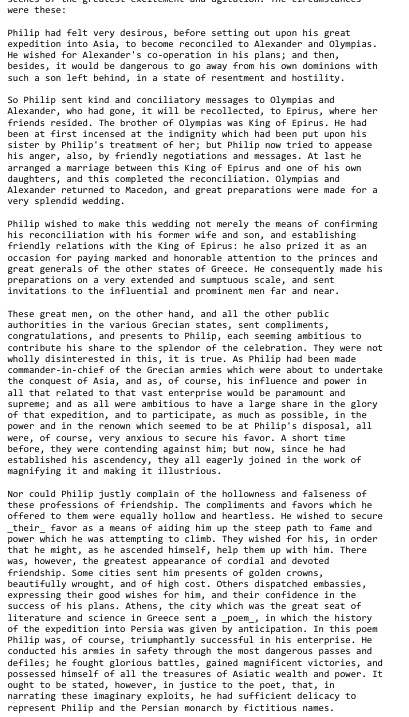 scenes of the greatest excitement and agitation. The circumstances
were these:
Philip had felt very desirous, before setting out upon his great
expedition into Asia, to become reconciled to Alexander and Olympias.
He wished for Alexander's co-operation in his plans; and then,
besides, it would be dangerous to go away from his own dominions with
such a son left behind, in a state of resentment and hostility.
So Philip sent kind and conciliatory messages to Olympias and
Alexander, who had gone, it will be recollected, to Epirus, where her
friends resided. The brother of Olympias was King of Epirus. He had
been at first incensed at the indignity which had been put upon his
sister by Philip's treatment of her; but Philip now tried to appease
his anger, also, by friendly negotiations and messages. At last he
arranged a marriage between this King of Epirus and one of his own
daughters, and this completed the reconciliation. Olympias and
Alexander returned to Macedon, and great preparations were made for a
very splendid wedding.
Philip wished to make this wedding not merely the means of confirming
his reconciliation with his former wife and son, and establishing
friendly relations with the King of Epirus: he also prized it as an
occasion for paying marked and honorable attention to the princes and
great generals of the other states of Greece. He consequently made his
preparations on a very extended and sumptuous scale, and sent
invitations to the influential and prominent men far and near.
These great men, on the other hand, and all the other public
authorities in the various Grecian states, sent compliments,
congratulations, and presents to Philip, each seeming ambitious to
contribute his share to the splendor of the celebration. They were not
wholly disinterested in this, it is true. As Philip had been made
commander-in-chief of the Grecian armies which were about to undertake
the conquest of Asia, and as, of course, his influence and power in
all that related to that vast enterprise would be paramount and
supreme; and as all were ambitious to have a large share in the glory
of that expedition, and to participate, as much as possible, in the
power and in the renown which seemed to be at Philip's disposal, all
were, of course, very anxious to secure his favor. A short time
before, they were contending against him; but now, since he had
established his ascendency, they all eagerly joined in the work of
magnifying it and making it illustrious.
Nor could Philip justly complain of the hollowness and falseness of
these professions of friendship. The compliments and favors which he
offered to them were equally hollow and heartless. He wished to secure
_their_ favor as a means of aiding him up the steep path to fame and
power which he was attempting to climb. They wished for his, in order
that he might, as he ascended himself, help them up with him. There
was, however, the greatest appearance of cordial and devoted
friendship. Some cities sent him presents of golden crowns,
beautifully wrought, and of high cost. Others dispatched embassies,
expressing their good wishes for him, and their confidence in the
success of his plans. Athens, the city which was the great seat of
literature and science in Greece sent a _poem_, in which the history
of the expedition into Persia was given by anticipation. In this poem
Philip was, of course, triumphantly successful in his enterprise. He
conducted his armies in safety through the most dangerous passes and
defiles; he fought glorious battles, gained magnificent victories, and
possessed himself of all the treasures of Asiatic wealth and power. It
ought to be stated, however, in justice to the poet, that, in
narrating these imaginary exploits, he had sufficient delicacy to
represent Philip and the Persian monarch by fictitious names.